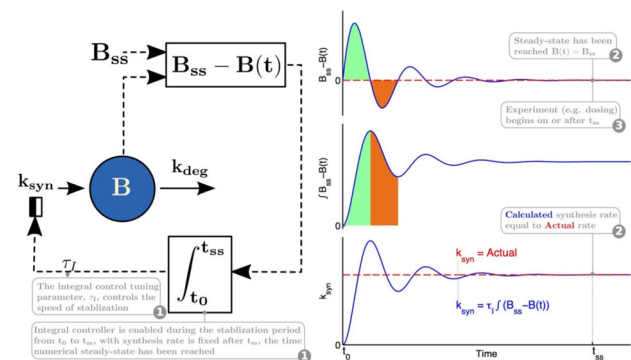 B_ss
B_ss − B(t)
k_syn
B
k_deg
∫ t_0 t_ss
τ_I
The integral control tuning
parameter, τ_I, controls the
speed of stablization
1
Integral controller is enabled during the stablization period
from t_0 to t_ss, with synthesis rate is fixed after t_ss, the time
numerical steady-state has been reached
1
B_ss−B(t)
0
Steady-state has been
reached B(t) = B_ss
2
Experiment (e.g. dosing)
begins on or after t_ss
3
∫ B_ss−B(t)
0
Calculated synthesis rate
equal to Actual rate
2
k_syn
0
k_syn = Actual
k_syn = τ_I ∫(B_ss−B(t))
t_0
Time
t_ss